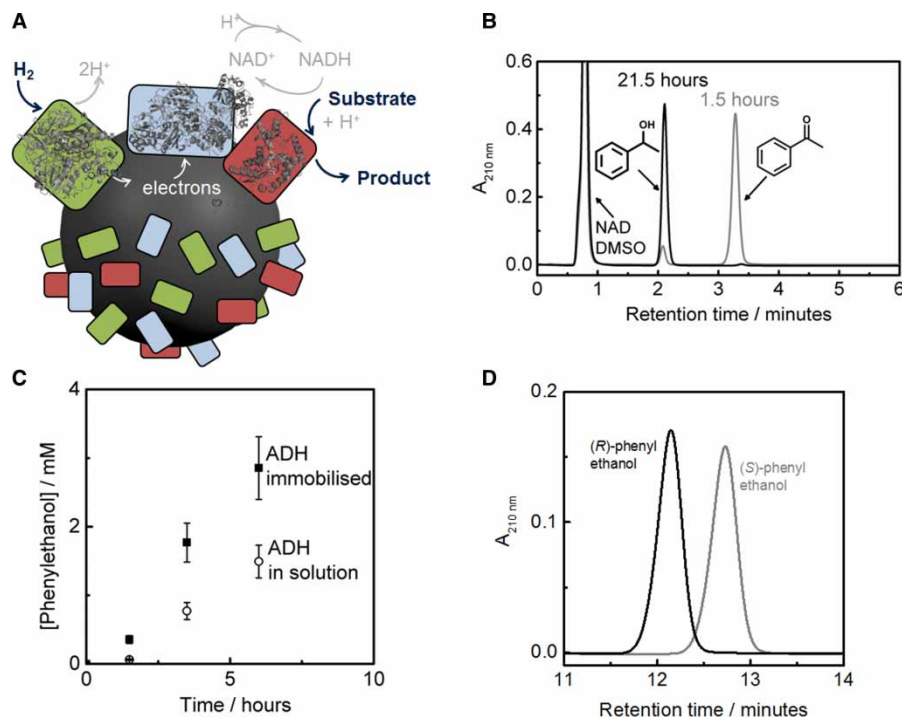 A
H⁺
NAD⁺
NADH
H₂
2H⁺
Substrate
+ H⁺
Product
electrons
B
0.6
0.4
0.2
0.0
A210 nm
21.5 hours
1.5 hours
OH
O
NAD
DMSO
0
1
2
3
4
5
6
Retention time / minutes
C
4
2
0
[Phenylethanol] / mM
ADH
immobilised
ADH
in solution
0
5
10
Time / hours
D
0.2
0.1
0.0
A210 nm
(R)-phenyl
ethanol
(S)-phenyl
ethanol
11
12
13
14
Retention time / minutes